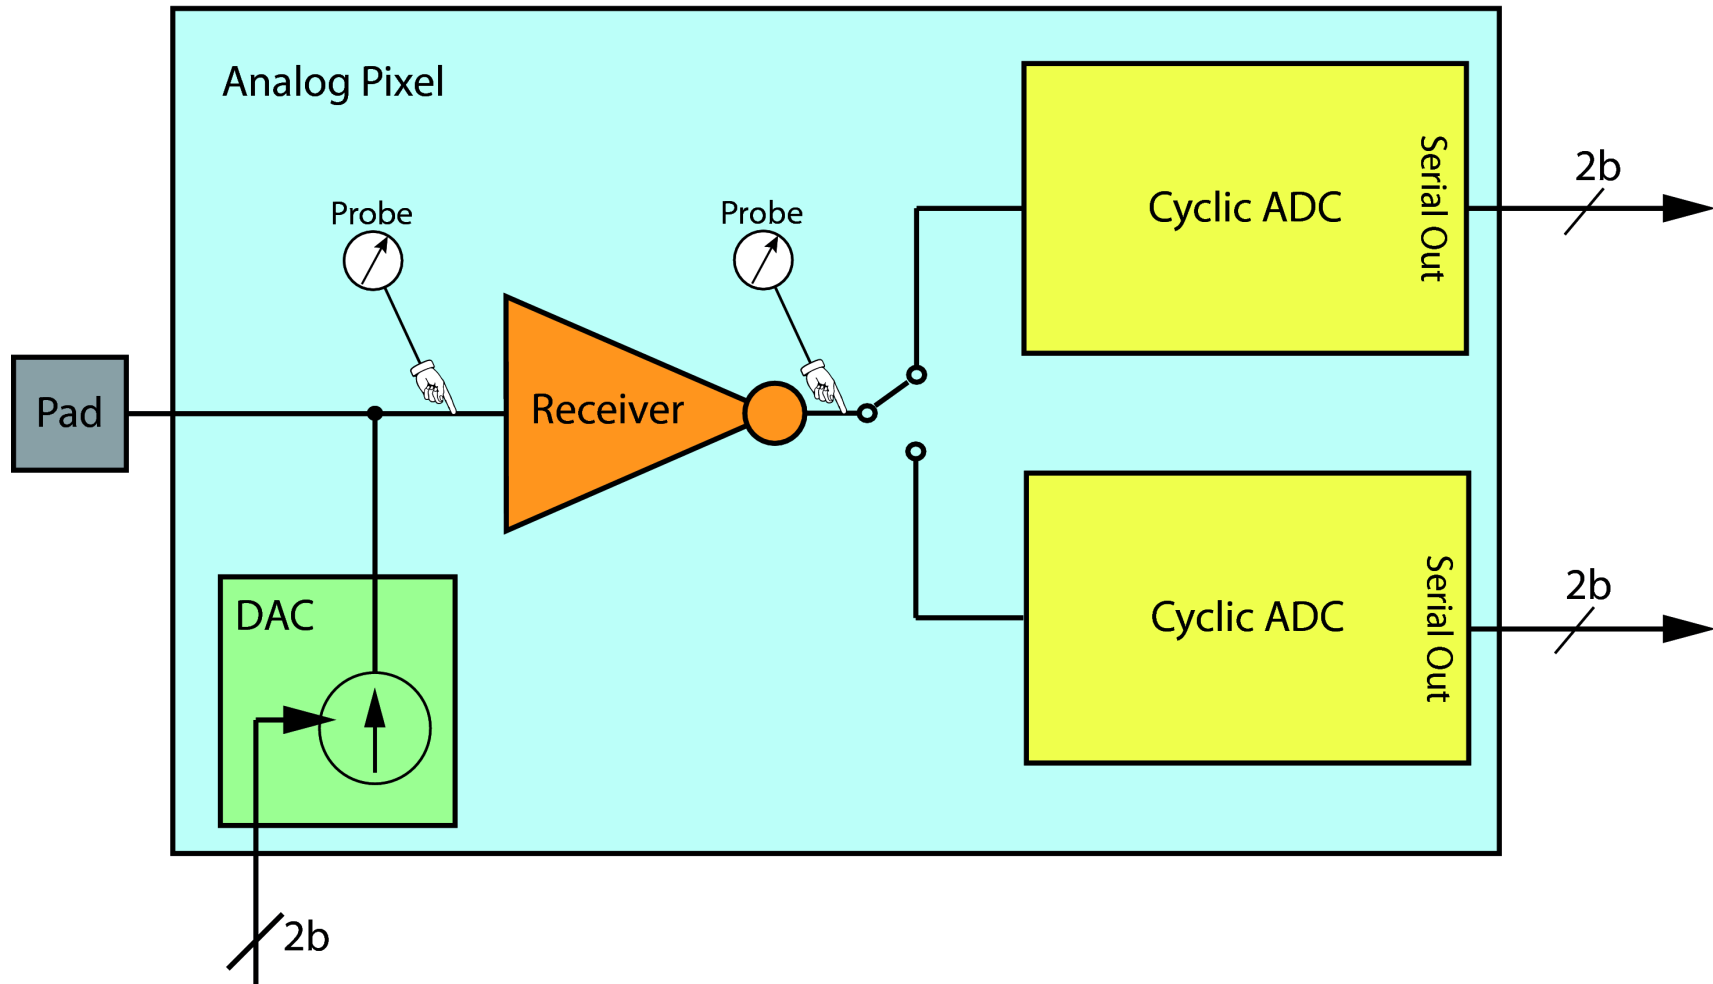 Analog Pixel
Probe
Probe
Cyclic ADC
Serial Out
2b
Pad
Receiver
DAC
Cyclic ADC
Serial Out
2b
2b